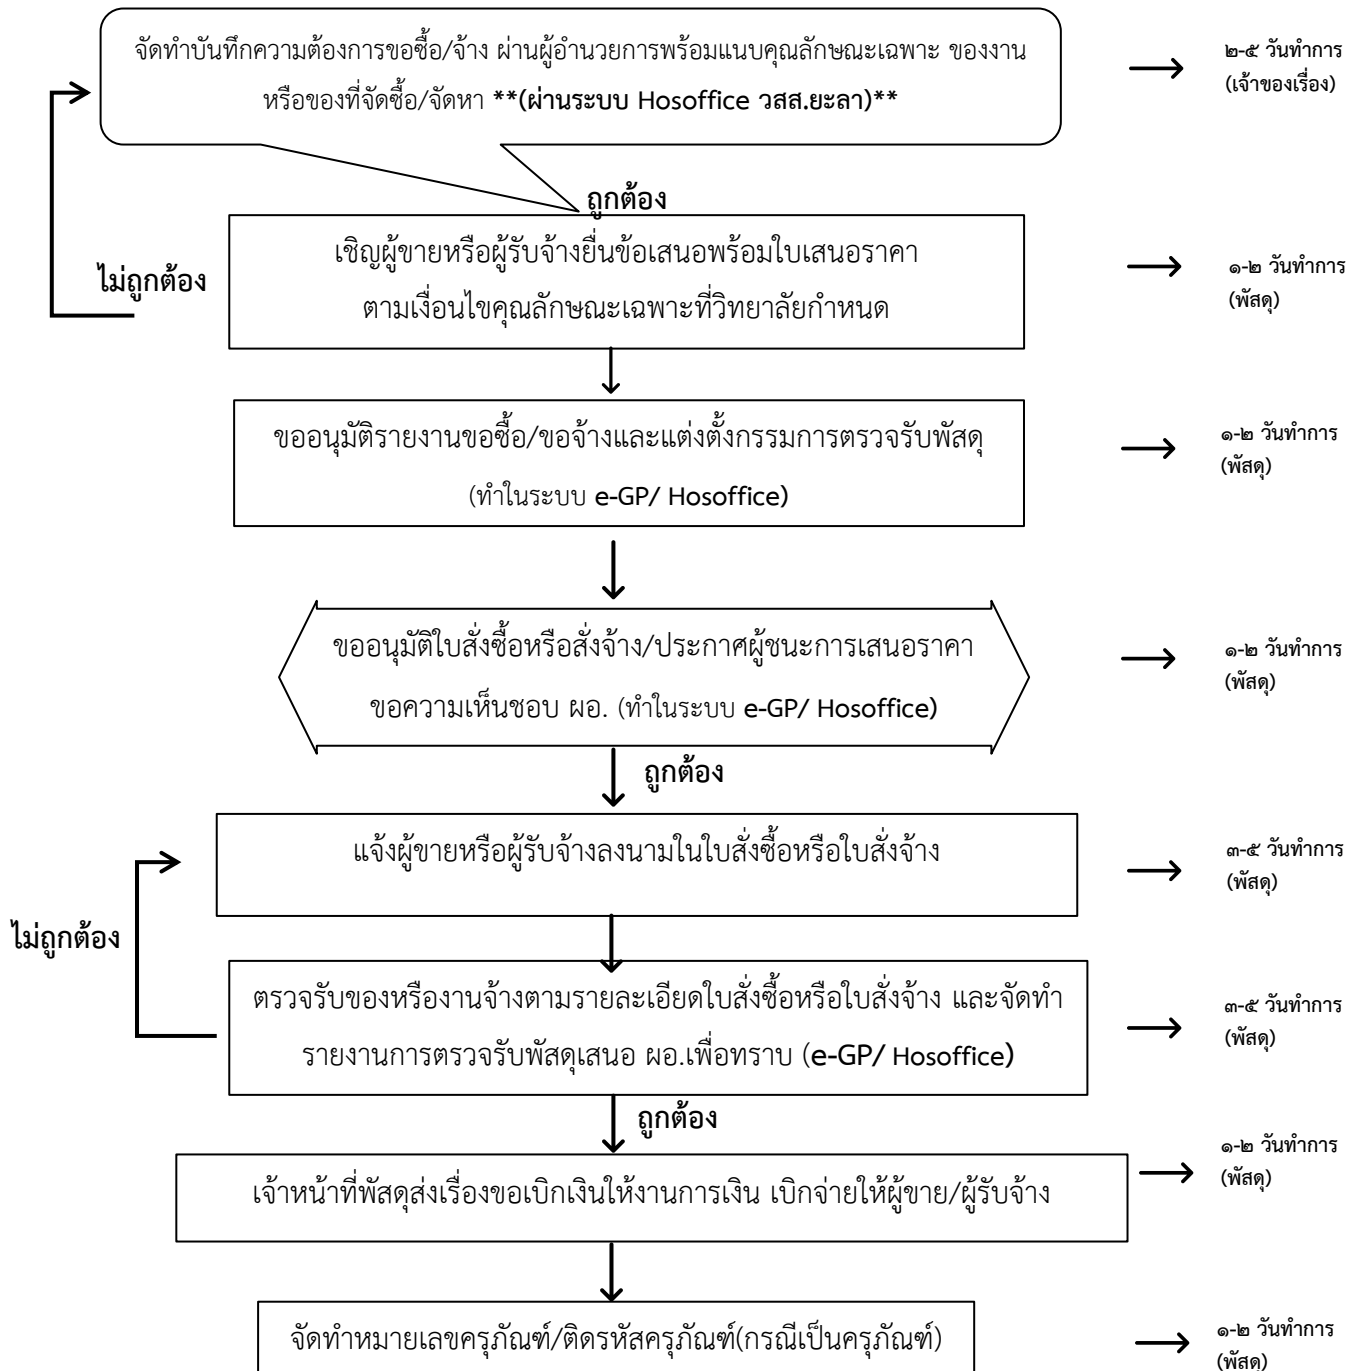 จัดทำบันทึกความต้องการขอซื้อ/จ้าง ผ่านผู้อำนวยการพร้อมแนบคุณลักษณะเฉพาะ ของงาน
หรือของที่จัดซื้อ/จัดหา **(ผ่านระบบ Hosoffice วสส.ยะลา)**
๒-๕ วันทำการ
(เจ้าของเรื่อง)
ถูกต้อง
ไม่ถูกต้อง
เชิญผู้ขายหรือผู้รับจ้างยื่นข้อเสนอพร้อมใบเสนอราคา
ตามเงื่อนไขคุณลักษณะเฉพาะที่วิทยาลัยกำหนด
๑-๒ วันทำการ
(พัสดุ)
ขออนุมัติรายงานขอซื้อ/ขอจ้างและแต่งตั้งกรรมการตรวจรับพัสดุ
(ทำในระบบ e-GP/ Hosoffice)
๑-๒ วันทำการ
(พัสดุ)
ขออนุมัติใบสั่งซื้อหรือสั่งจ้าง/ประกาศผู้ชนะการเสนอราคา
ขอความเห็นชอบ ผอ. (ทำในระบบ e-GP/ Hosoffice)
๑-๒ วันทำการ
(พัสดุ)
ถูกต้อง
แจ้งผู้ขายหรือผู้รับจ้างลงนามในใบสั่งซื้อหรือใบสั่งจ้าง
๓-๕ วันทำการ
(พัสดุ)
ไม่ถูกต้อง
ตรวจรับของหรืองานจ้างตามรายละเอียดใบสั่งซื้อหรือใบสั่งจ้าง และจัดทำ
รายงานการตรวจรับพัสดุเสนอ ผอ.เพื่อทราบ (e-GP/ Hosoffice)
๓-๕ วันทำการ
(พัสดุ)
ถูกต้อง
เจ้าหน้าที่พัสดุส่งเรื่องขอเบิกเงินให้งานการเงิน เบิกจ่ายให้ผู้ขาย/ผู้รับจ้าง
๑-๒ วันทำการ
(พัสดุ)
จัดทำหมายเลขครุภัณฑ์/ติดรหัสครุภัณฑ์(กรณีเป็นครุภัณฑ์)
๑-๒ วันทำการ
(พัสดุ)